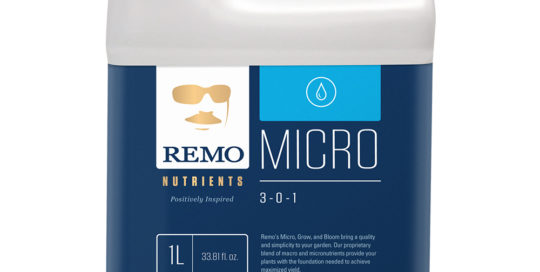 REMO
NUTRIENTS
Positively Inspired
MICRO
3-0-1
Remo's Micro, Grow, and Bloom bring a quality
and simplicity to your garden. Our proprietary
blend of macro and micronutrients provide your
plants with the foundation needed to achieve
maximized yield.
1L
33.81 fl. oz.